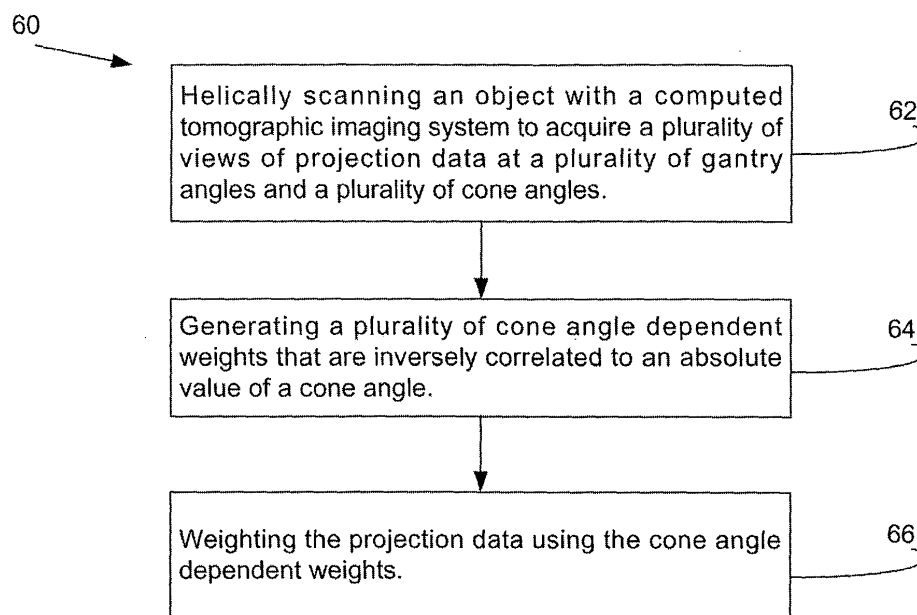 60
Helically scanning an object with a computed
tomographic imaging system to acquire a plurality of
views of projection data at a plurality of gantry
angles and a plurality of cone angles.
62
Generating a plurality of cone angle dependent
weights that are inversely correlated to an absolute
value of a cone angle.
64
Weighting the projection data using the cone angle
dependent weights.
66